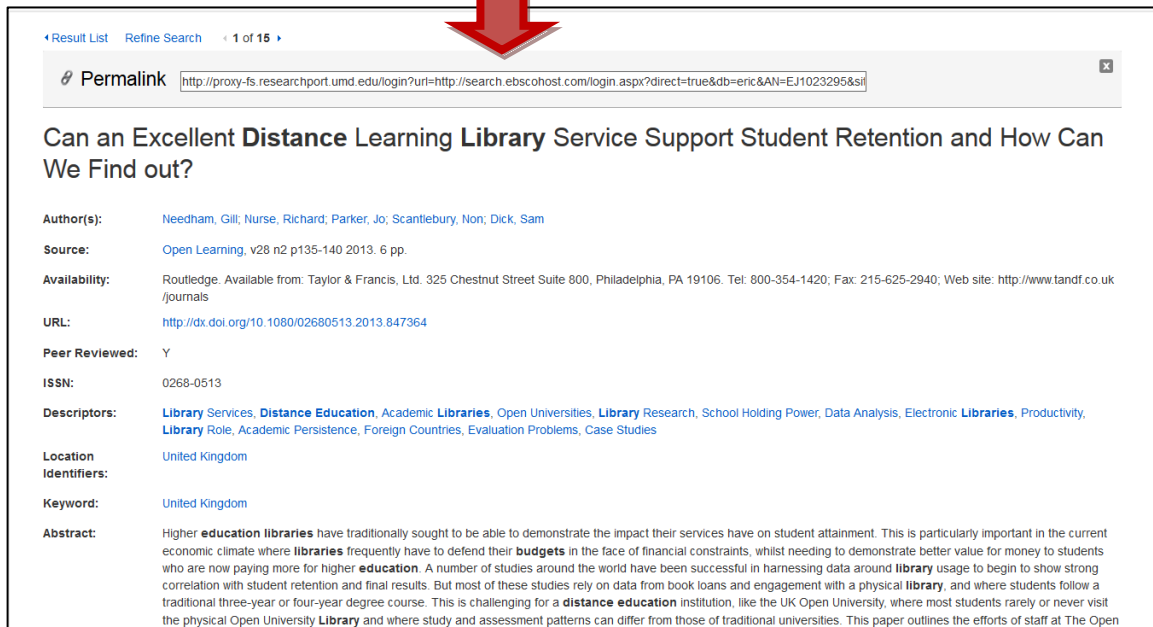 Result List Refine Search 1 of 15
Permalink http://proxy-fs.researchport.umd.edu/login?url=http://search.ebscohost.com/login.aspx?direct=true&db=eric&AN=EJ1023295&sit
Can an Excellent Distance Learning Library Service Support Student Retention and How Can
We Find out?
Author(s): Needham, Gill; Nurse, Richard; Parker, Jo; Scantlebury, Non; Dick, Sam
Source: Open Learning, v28 n2 p135-140 2013. 6 pp.
Availability: Routledge. Available from: Taylor & Francis, Ltd. 325 Chestnut Street Suite 800, Philadelphia, PA 19106. Tel: 800-354-1420; Fax: 215-625-2940; Web site: http://www.tandf.co.uk
/journals
URL: http://dx.doi.org/10.1080/02680513.2013.847364
Peer Reviewed: Y
ISSN: 0268-0513
Descriptors: Library Services, Distance Education, Academic Libraries, Open Universities, Library Research, School Holding Power, Data Analysis, Electronic Libraries, Productivity,
Library Role, Academic Persistence, Foreign Countries, Evaluation Problems, Case Studies
Location United Kingdom
Identifiers:
Keyword: United Kingdom
Abstract: Higher education libraries have traditionally sought to be able to demonstrate the impact their services have on student attainment. This is particularly important in the current
economic climate where libraries frequently have to defend their budgets in the face of financial constraints, whilst needing to demonstrate better value for money to students
who are now paying more for higher education. A number of studies around the world have been successful in harnessing data around library usage to begin to show strong
correlation with student retention and final results. But most of these studies rely on data from book loans and engagement with a physical library, and where students follow a
traditional three-year or four-year degree course. This is challenging for a distance education institution, like the UK Open University, where most students rarely or never visit
the physical Open University Library and where study and assessment patterns can differ from those of traditional universities. This paper outlines the efforts of staff at The Open